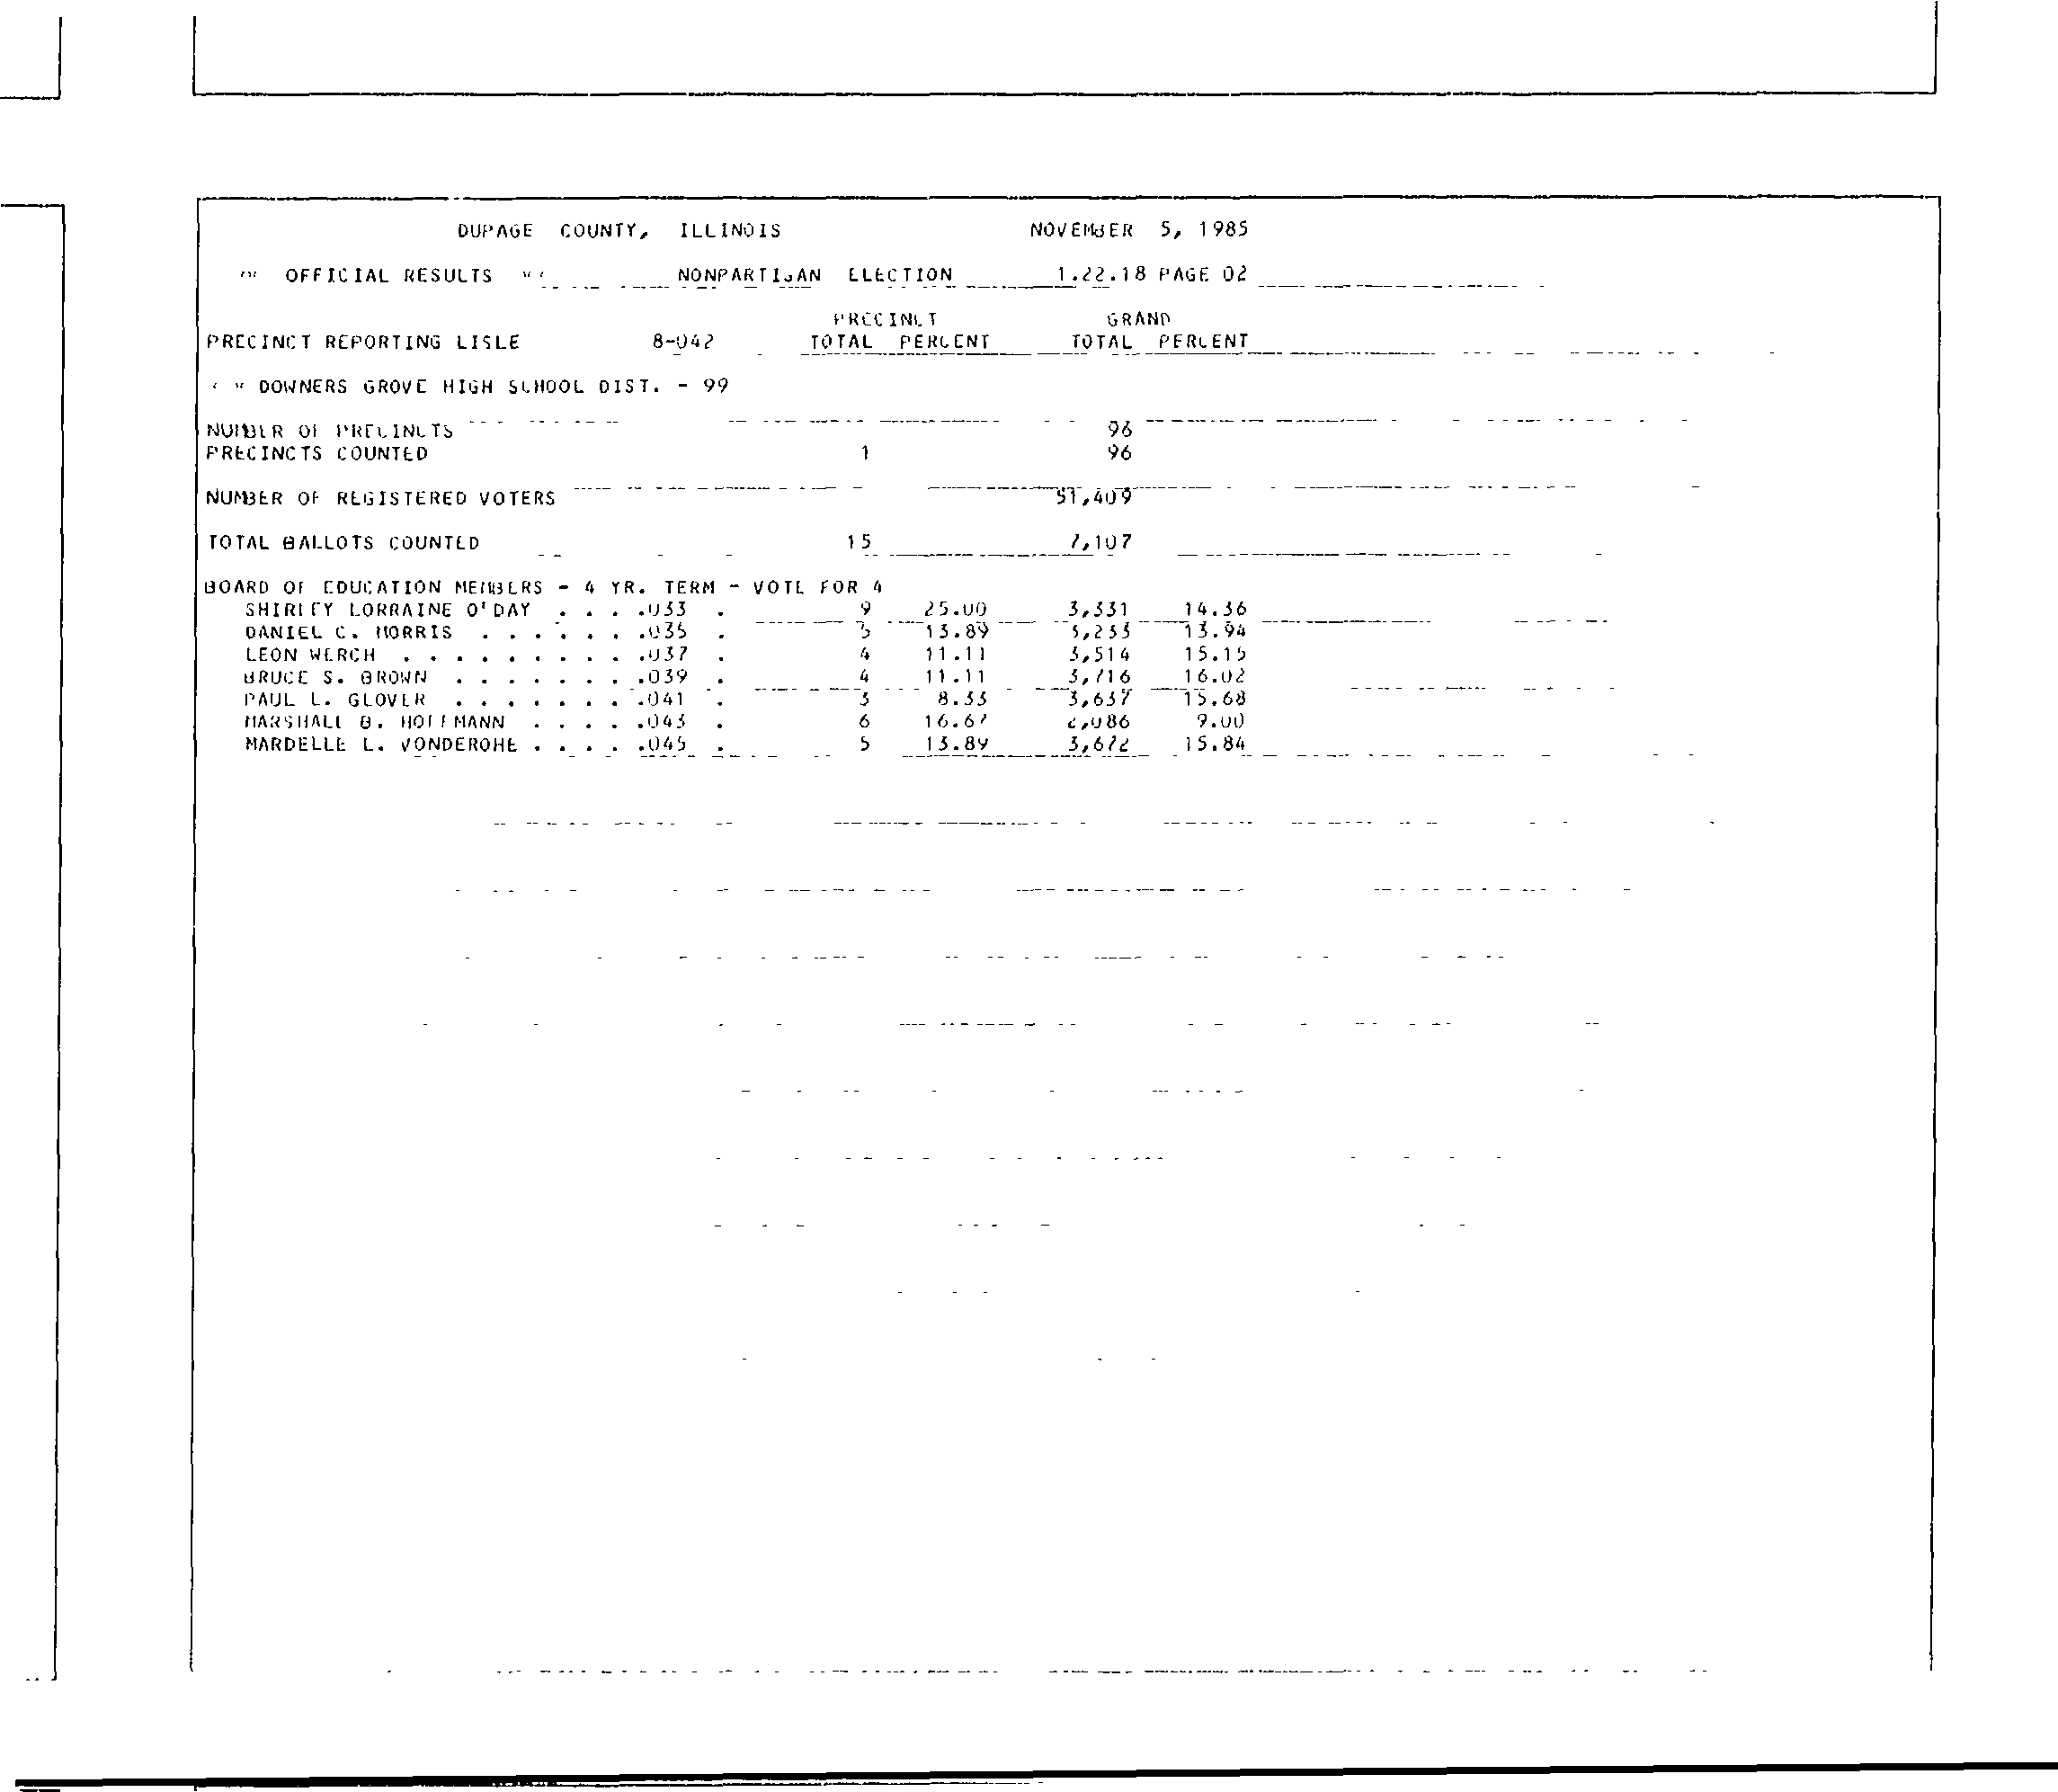 DUPAGE COUNTY, ILLINOIS NOVEMBER 5, 1985
OFFICIAL RESULTS NONPARTISAN ELECTION 1.22.18 PAGE 02
PRECINCT GRAND
PRECINCT REPORTING LISLE 8-042 TOTAL PERCENT TOTAL PERCENT
* * DOWNERS GROVE HIGH SCHOOL DIST. - 99
NUMBER OF PRECINCTS 96
PRECINCTS COUNTED 1 96
NUMBER OF REGISTERED VOTERS 51,409
TOTAL BALLOTS COUNTED 15 7,107
BOARD OF EDUCATION MEMBERS - 4 YR. TERM - VOTE FOR 4
SHIRLEY LORRAINE O'DAY . . . .033 . 9 25.00 3,331 14.36
DANIEL C. MORRIS . . . . . . .035 . 5 13.89 3,233 13.94
LEON WERCH . . . . . . . . . .037 . 4 11.11 3,514 15.15
BRUCE S. BROWN . . . . . . . .039 . 4 11.11 3,716 16.02
PAUL L. GLOVER . . . . . . . .041 . 3 8.33 3,637 15.68
MARSHALL B. HOFFMANN . . . . .043 . 6 16.67 2,086 9.00
MARDELLE L. VONDEROHE . . . . .045 . 5 13.89 3,672 15.84